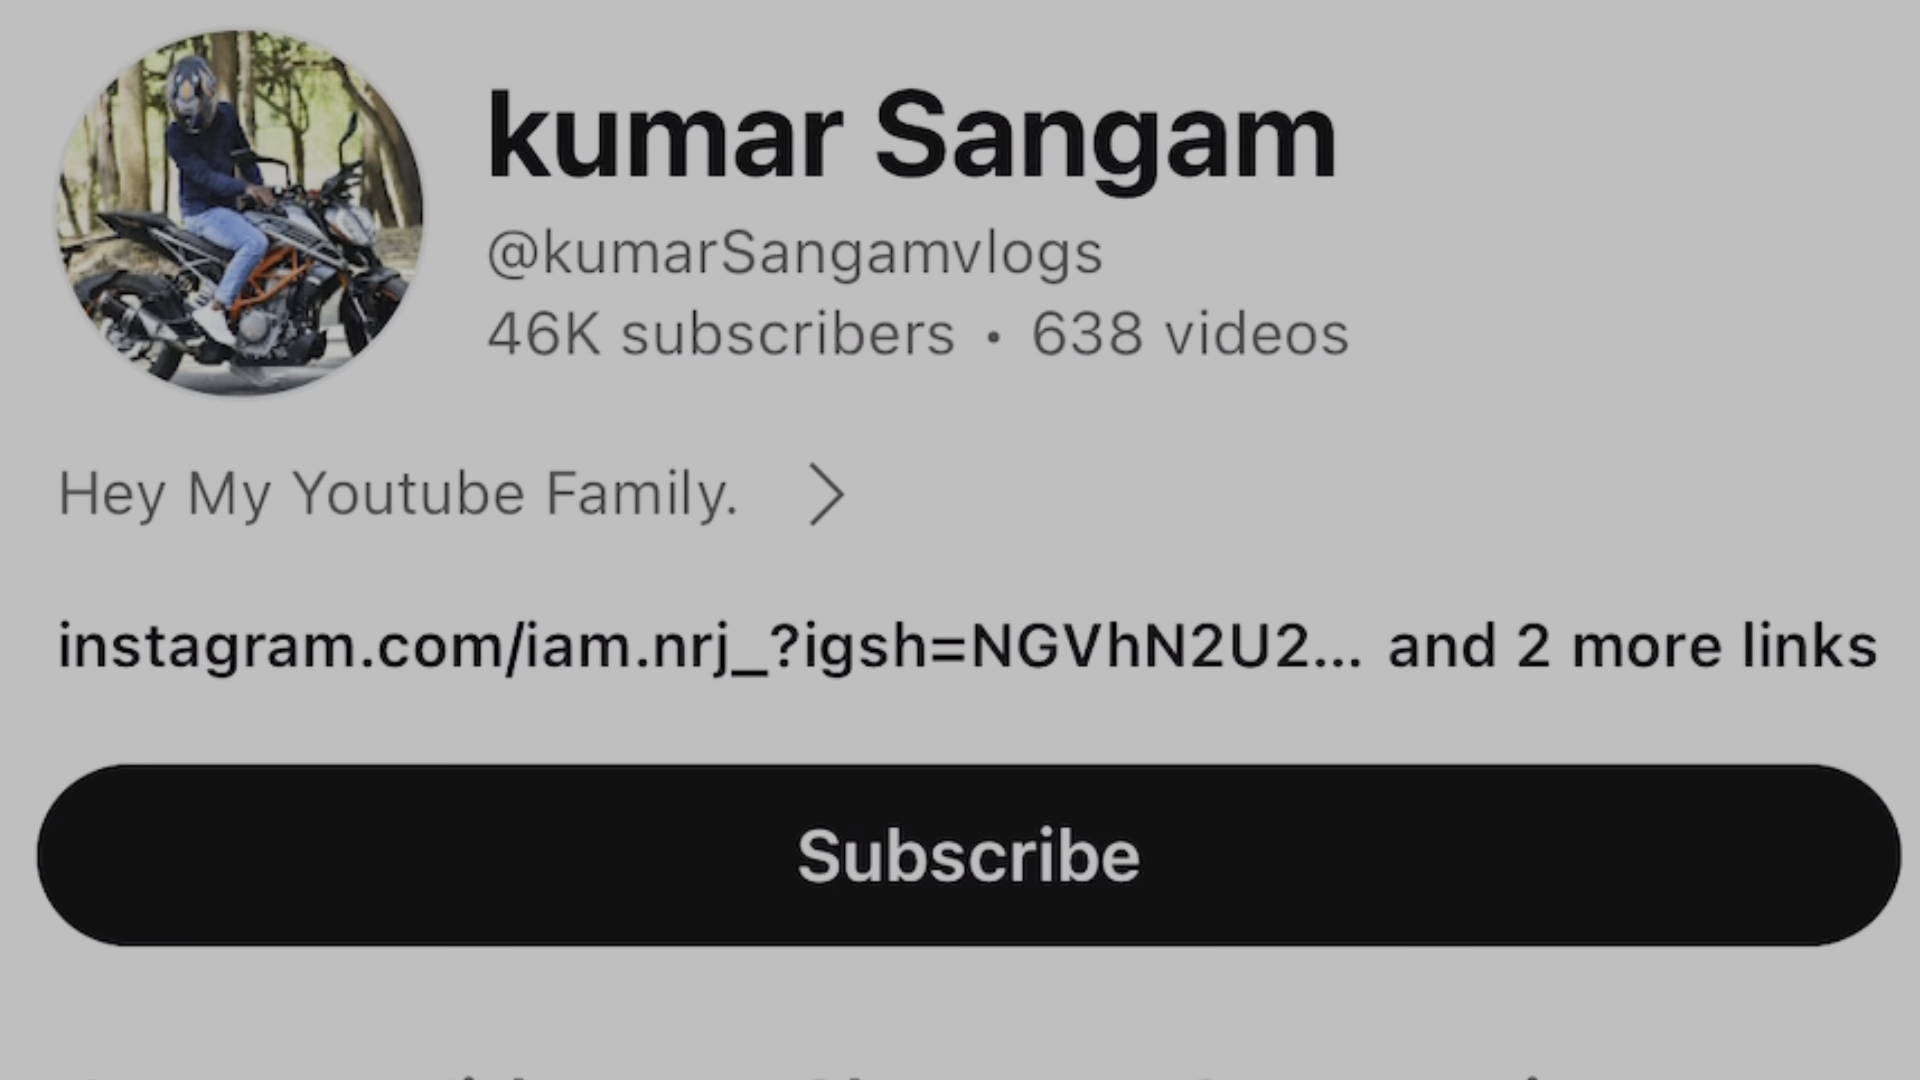 kumar Sangam
@kumarSangamvlogs
46K subscribers • 638 videos
Hey My Youtube Family.
instagram.com/iam.nrj_?igsh=NGVhN2U2... and 2 more links
Subscribe